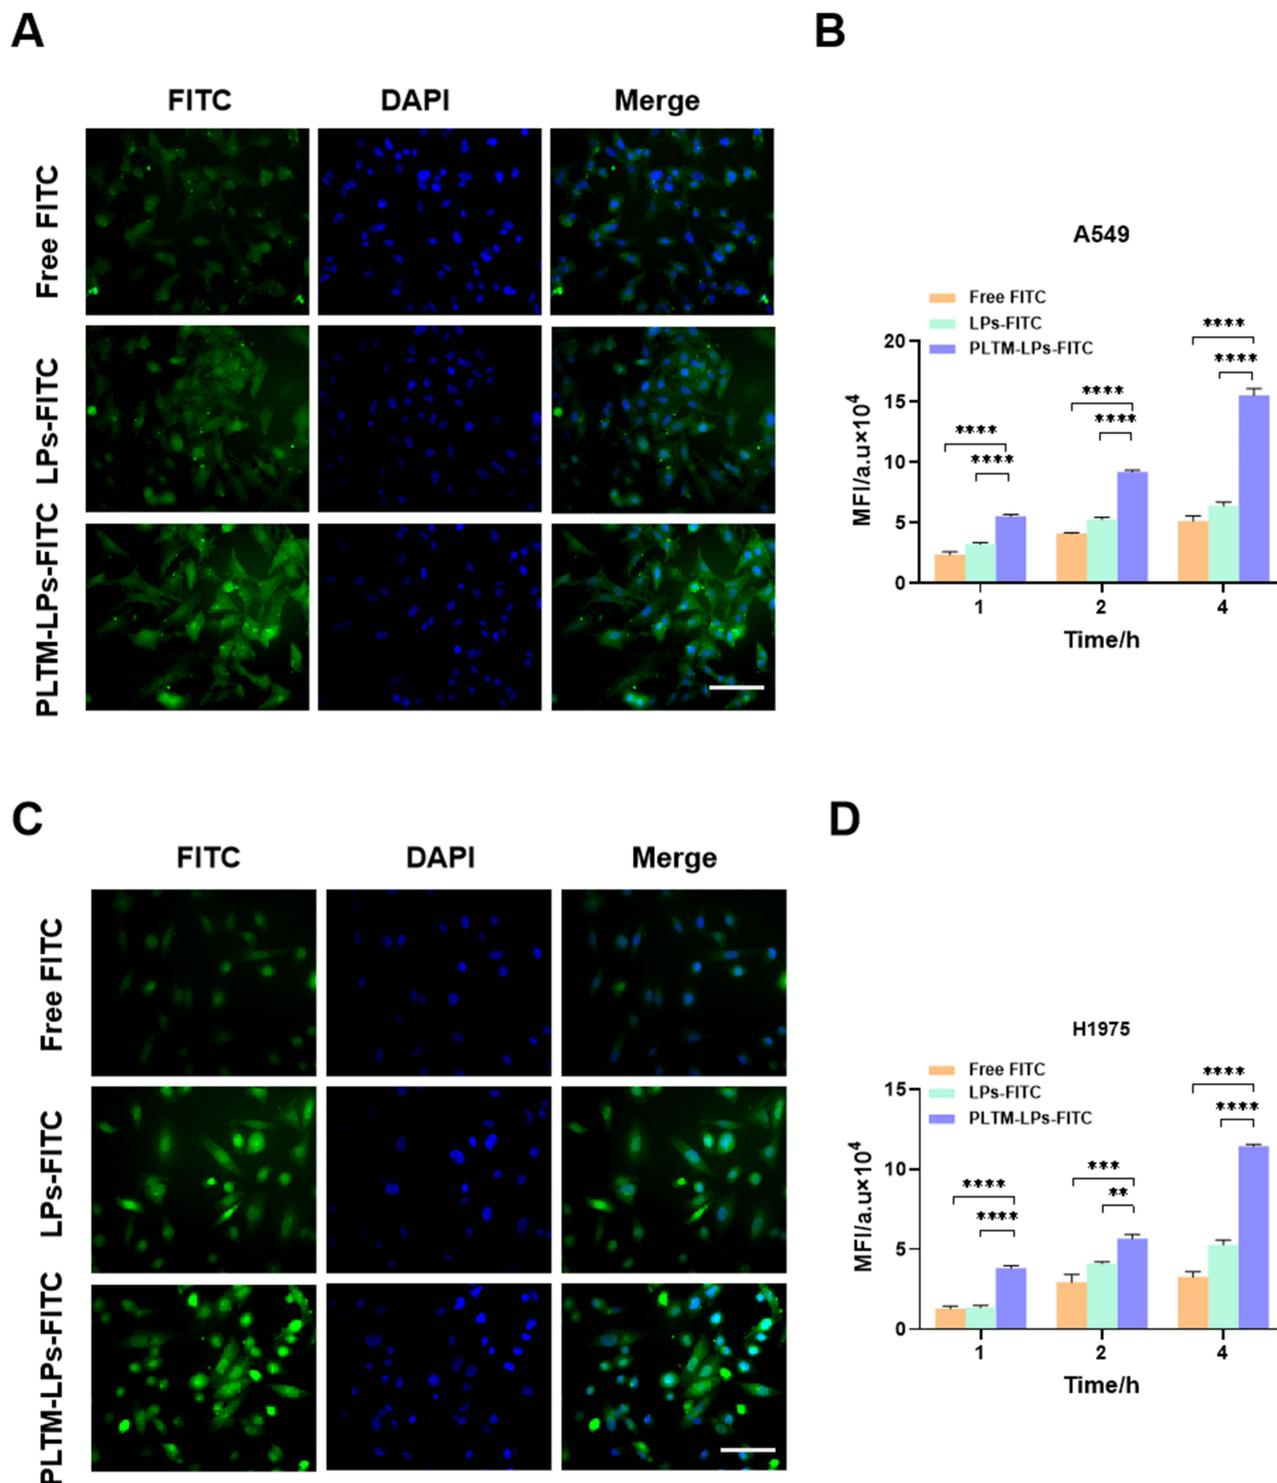 A
B
FITC DAPI Merge
Free FITC
LPs-FITC
PLTM-LPs-FITC
A549
Free FITC
LPs-FITC
PLTM-LPs-FITC
MFI/a.u×10⁴
20
15
10
5
0
**** ****
**** ****
**** ****
1 2 4
Time/h
C
D
FITC DAPI Merge
Free FITC
LPs-FITC
PLTM-LPs-FITC
H1975
Free FITC
LPs-FITC
PLTM-LPs-FITC
MFI/a.u×10⁴
15
10
5
0
**** ****
*** **
**** ****
1 2 4
Time/h